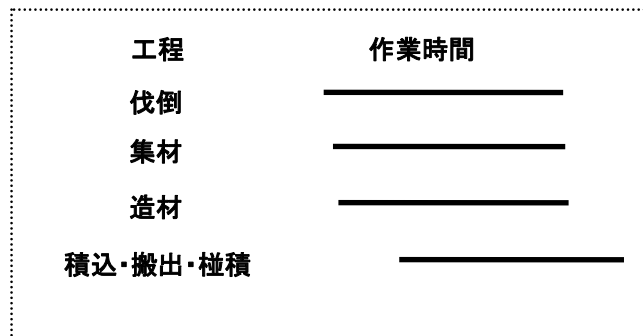 工程 作業時間
伐倒
集材
造材
積込・搬出・椪積